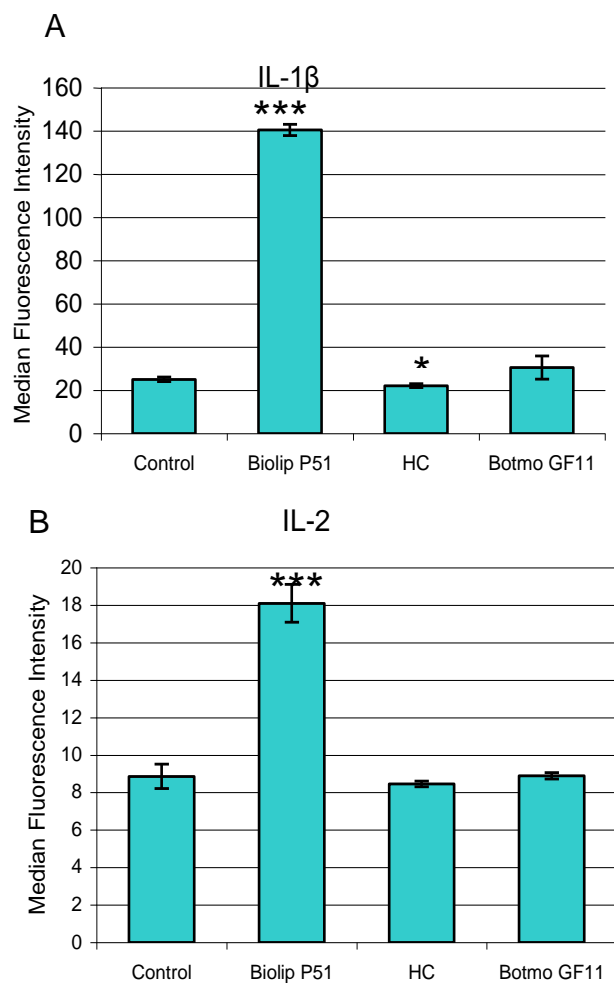 A
IL-1β
***
Median Fluorescence Intensity
160
140
120
100
80
60
40
20
0
*
Control Biolip P51 HC Botmo GF11
B
IL-2
***
Median Fluorescence Intensity
20
18
16
14
12
10
8
6
4
2
0
Control Biolip P51 HC Botmo GF11